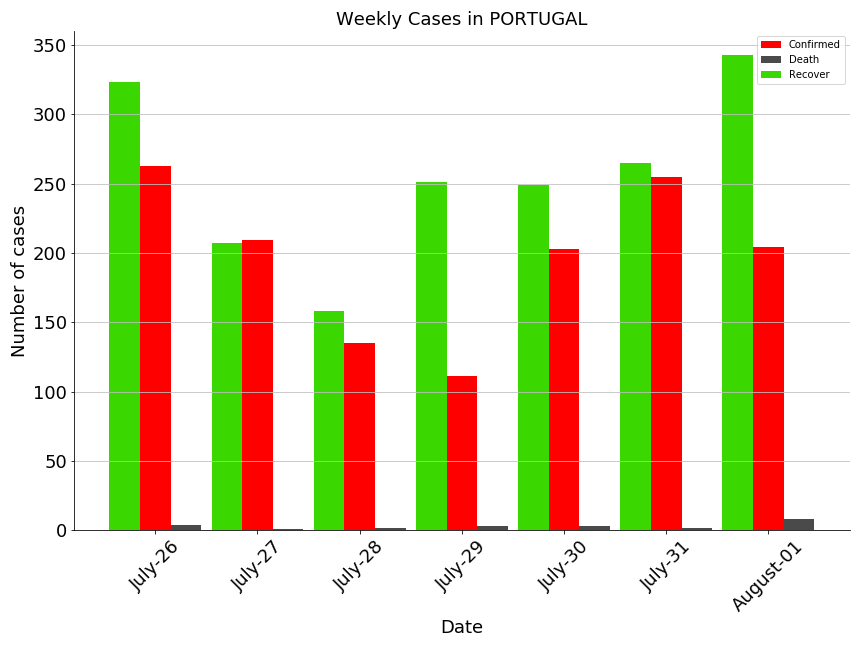 Weekly Cases in PORTUGAL
Confirmed
Death
Recover
Number of cases
350
300
250
200
150
100
50
0
July-26
July-27
July-28
July-29
July-30
July-31
August-01
Date